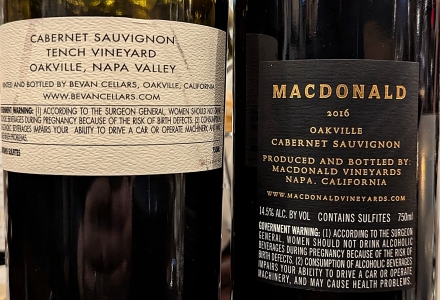 CABERNET SAUVIGNON
TENCH VINEYARD
OAKVILLE, NAPA VALLEY
AND BOTTLED BY BEVAN CELLARS, OAKVILLE, CALIFORNIA
WWW.BEVANCELLARS.COM
WARNING: (1) ACCORDING TO THE SURGEON GENERAL, WOMEN SHOULD NOT
BEVERAGES DURING PREGNANCY BECAUSE OF THE RISK OF BIRTH DEFECTS. (2) CONSUMPTION
BEVERAGES IMPAIRS YOUR ABILITY TO DRIVE A CAR OR OPERATE MACHINERY, AND
SULFITES
MACDONALD
2016
OAKVILLE
CABERNET SAUVIGNON
PRODUCED AND BOTTLED BY:
MACDONALD VINEYARDS
NAPA, CALIFORNIA
WWW.MACDONALDVINEYARDS.COM
14.5% ALC. BY VOL CONTAINS SULFITES 750ml
GOVERNMENT WARNING: (1) ACCORDING TO THE SURGEON
GENERAL, WOMEN SHOULD NOT DRINK ALCOHOLIC
BEVERAGES DURING PREGNANCY BECAUSE OF THE RISK OF
BIRTH DEFECTS. (2) CONSUMPTION OF ALCOHOLIC BEVERAGES
IMPAIRS YOUR ABILITY TO DRIVE A CAR OR OPERATE
MACHINERY, AND MAY CAUSE HEALTH PROBLEMS.